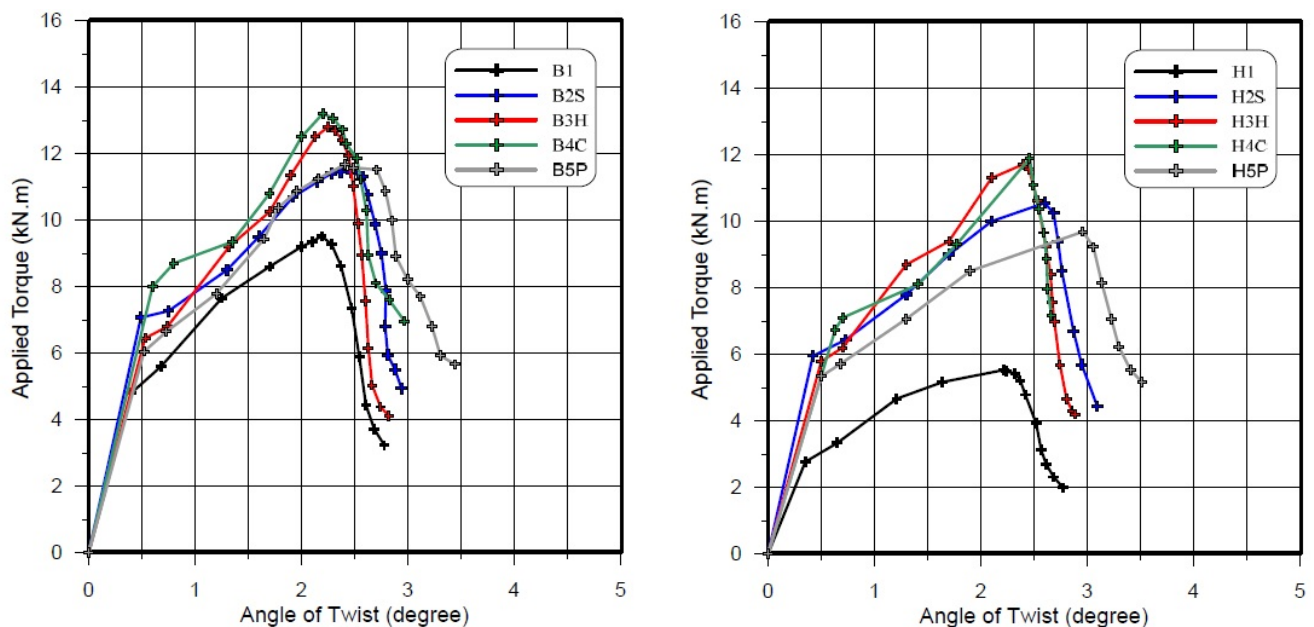 16
14
12
10
8
6
4
2
0
Applied Torque (kN.m)
B1
B2S
B3H
B4C
B5P
0 1 2 3 4 5
Angle of Twist (degree)
16
14
12
10
8
6
4
2
0
Applied Torque (kN.m)
H1
H2S
H3H
H4C
H5P
0 1 2 3 4 5
Angle of Twist (degree)